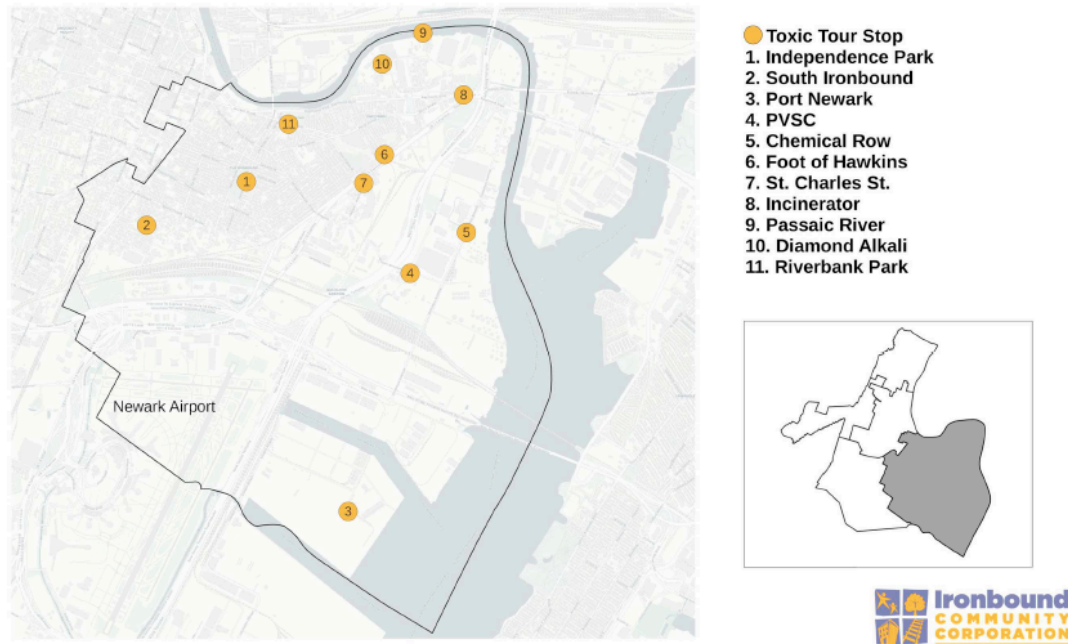 Toxic Tour Stop
1. Independence Park
2. South Ironbound
3. Port Newark
4. PVSC
5. Chemical Row
6. Foot of Hawkins
7. St. Charles St.
8. Incinerator
9. Passaic River
10. Diamond Alkali
11. Riverbank Park
9
10
8
11
6
1
7
2
5
4
Newark Airport
3
Ironbound
COMMUNITY
CORPORATION